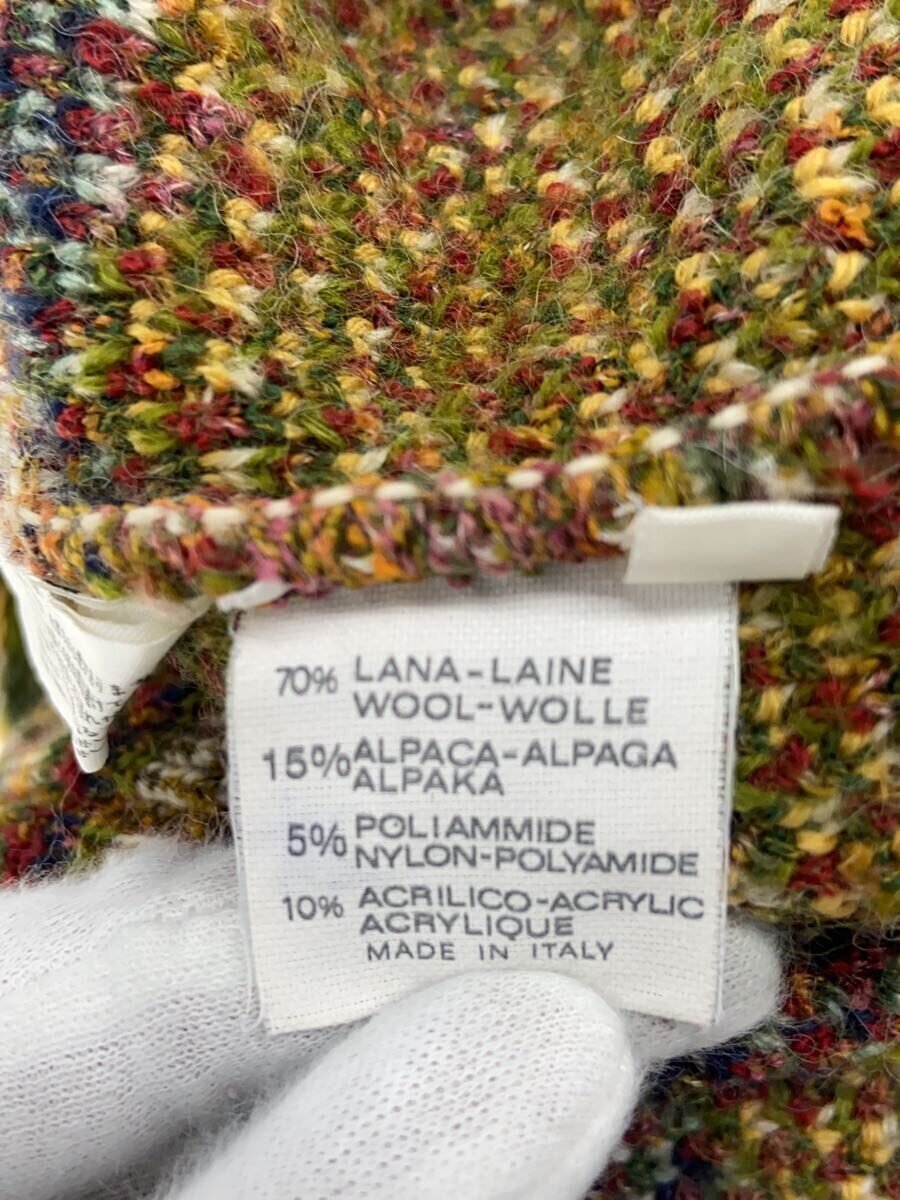 70% LANA-LAINE
WOOL-WOLLE
15% ALPACA-ALPAGA
ALPAKA
5% POLIAMMIDE
NYLON-POLYAMIDE
10% ACRILICO-ACRYLIC
ACRYLIQUE
MADE IN ITALY